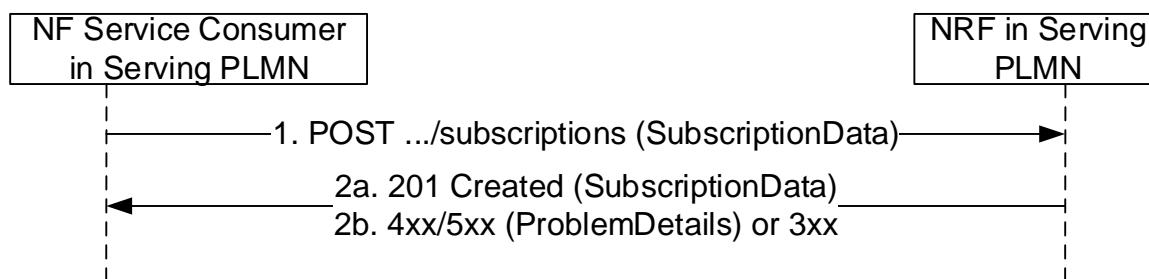 NF Service Consumer
in Serving PLMN
NRF in Serving
PLMN
1. POST .../subscriptions (SubscriptionData)
2a. 201 Created (SubscriptionData)
2b. 4xx/5xx (ProblemDetails) or 3xx